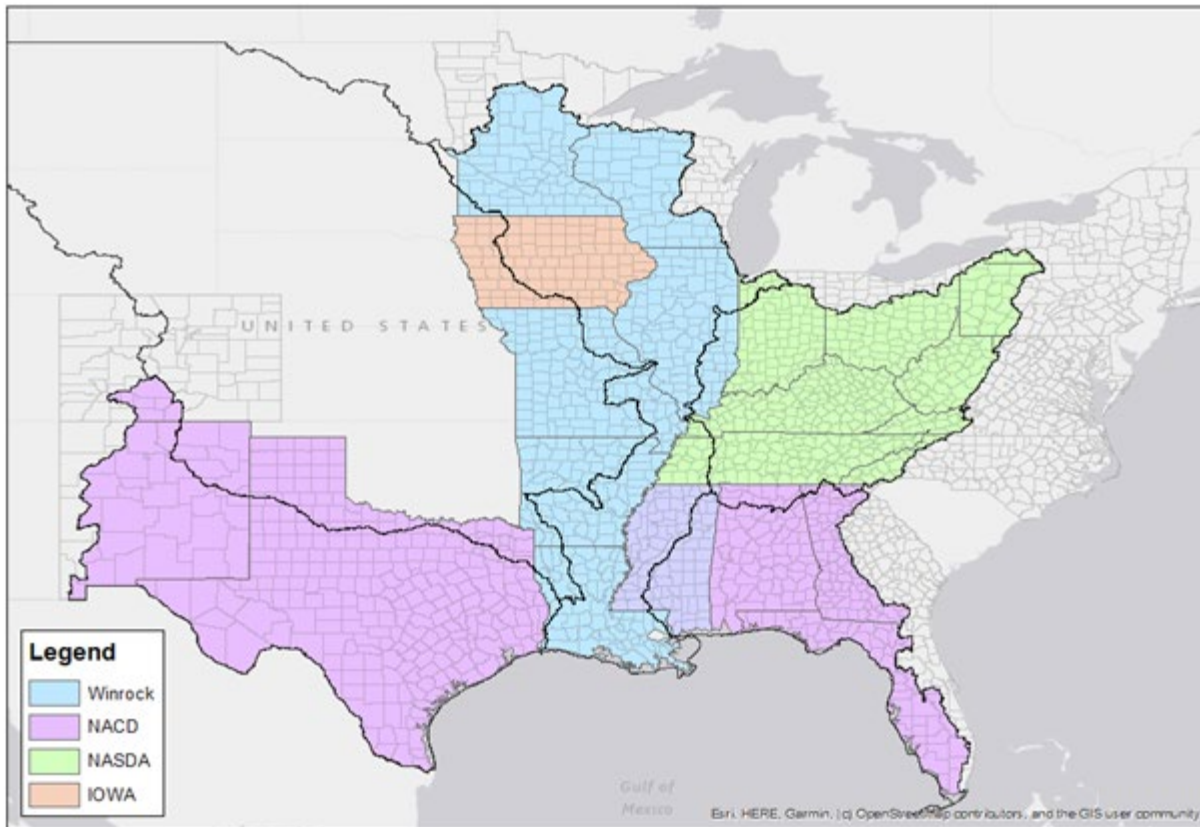 UNITED STATES
Legend
Winrock
NACD
NASDA
IOWA
Gulf of
Mexico
Esri, HERE, Garmin, (c) OpenStreetMap contributors, and the GIS user community